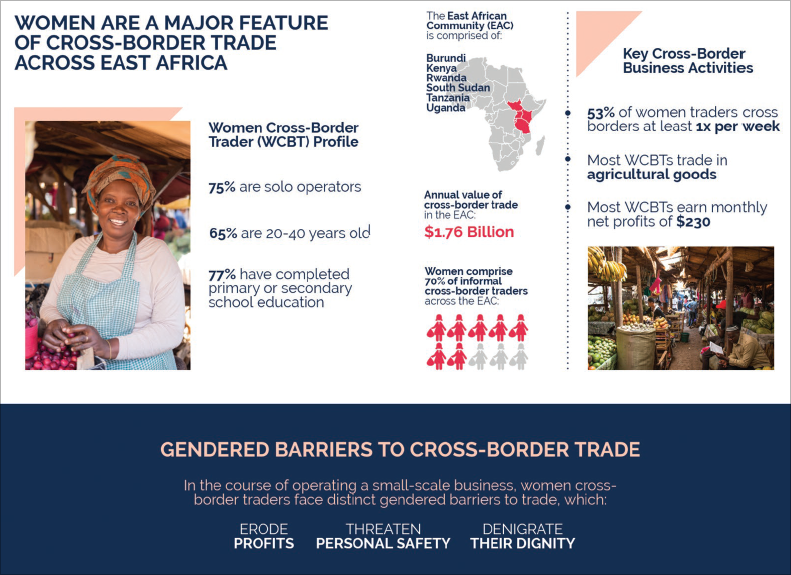 WOMEN ARE A MAJOR FEATURE
OF CROSS-BORDER TRADE
ACROSS EAST AFRICA
Women Cross-Border
Trader (WCBT) Profile
75% are solo operators
65% are 20-40 years old
77% have completed
primary or secondary
school education
The East African
Community (EAC)
is comprised of:
Burundi
Kenya
Rwanda
South Sudan
Tanzania
Uganda
Annual value of
cross-border trade
in the EAC:
$1.76 Billion
Women comprise
70% of informal
cross-border traders
across the EAC:
Key Cross-Border
Business Activities
53% of women traders cross
borders at least 1x per week
Most WCBTs trade in
agricultural goods
Most WCBTs earn monthly
net profits of $230
GENDERED BARRIERS TO CROSS-BORDER TRADE
In the course of operating a small-scale business, women cross-
border traders face distinct gendered barriers to trade, which:
ERODE
PROFITS
THREATEN
PERSONAL SAFETY
DENIGRATE
THEIR DIGNITY